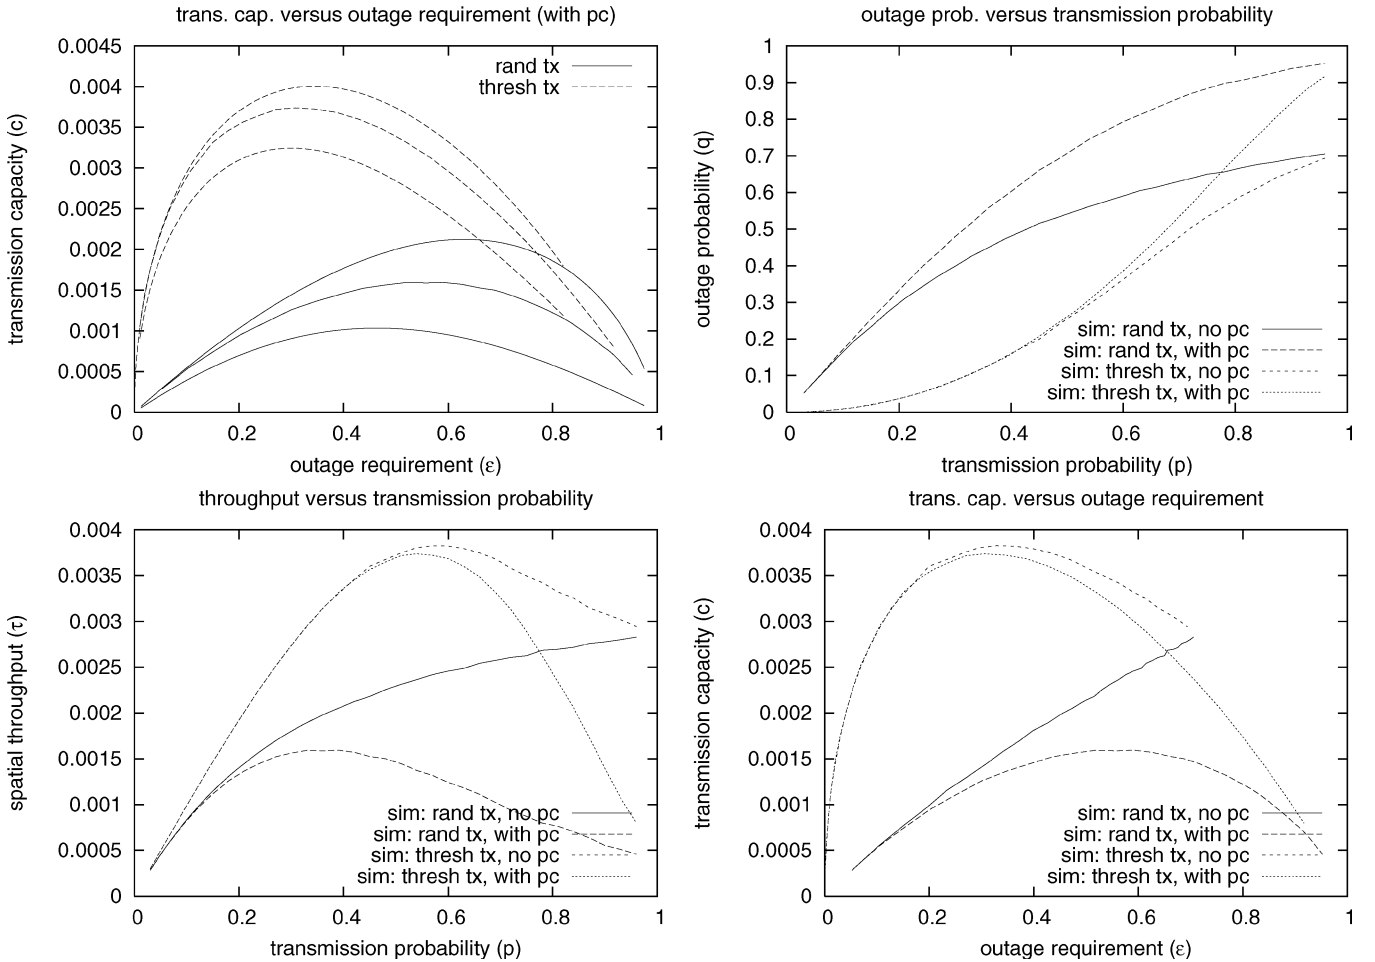 trans. cap. versus outage requirement (with pc)
transmission capacity (c)
0.0045
0.004
0.0035
0.003
0.0025
0.002
0.0015
0.001
0.0005
0
rand tx
thresh tx
0 0.2 0.4 0.6 0.8 1
outage requirement (ε)
outage prob. versus transmission probability
outage probability (q)
1
0.9
0.8
0.7
0.6
0.5
0.4
0.3
0.2
0.1
0
sim: rand tx, no pc
sim: rand tx, with pc
sim: thresh tx, no pc
sim: thresh tx, with pc
0 0.2 0.4 0.6 0.8 1
transmission probability (p)
throughput versus transmission probability
spatial throughput (τ)
0.004
0.0035
0.003
0.0025
0.002
0.0015
0.001
0.0005
0
sim: rand tx, no pc
sim: rand tx, with pc
sim: thresh tx, no pc
sim: thresh tx, with pc
0 0.2 0.4 0.6 0.8 1
transmission probability (p)
trans. cap. versus outage requirement
transmission capacity (c)
0.004
0.0035
0.003
0.0025
0.002
0.0015
0.001
0.0005
0
sim: rand tx, no pc
sim: rand tx, with pc
sim: thresh tx, no pc
sim: thresh tx, with pc
0 0.2 0.4 0.6 0.8 1
outage requirement (ε)